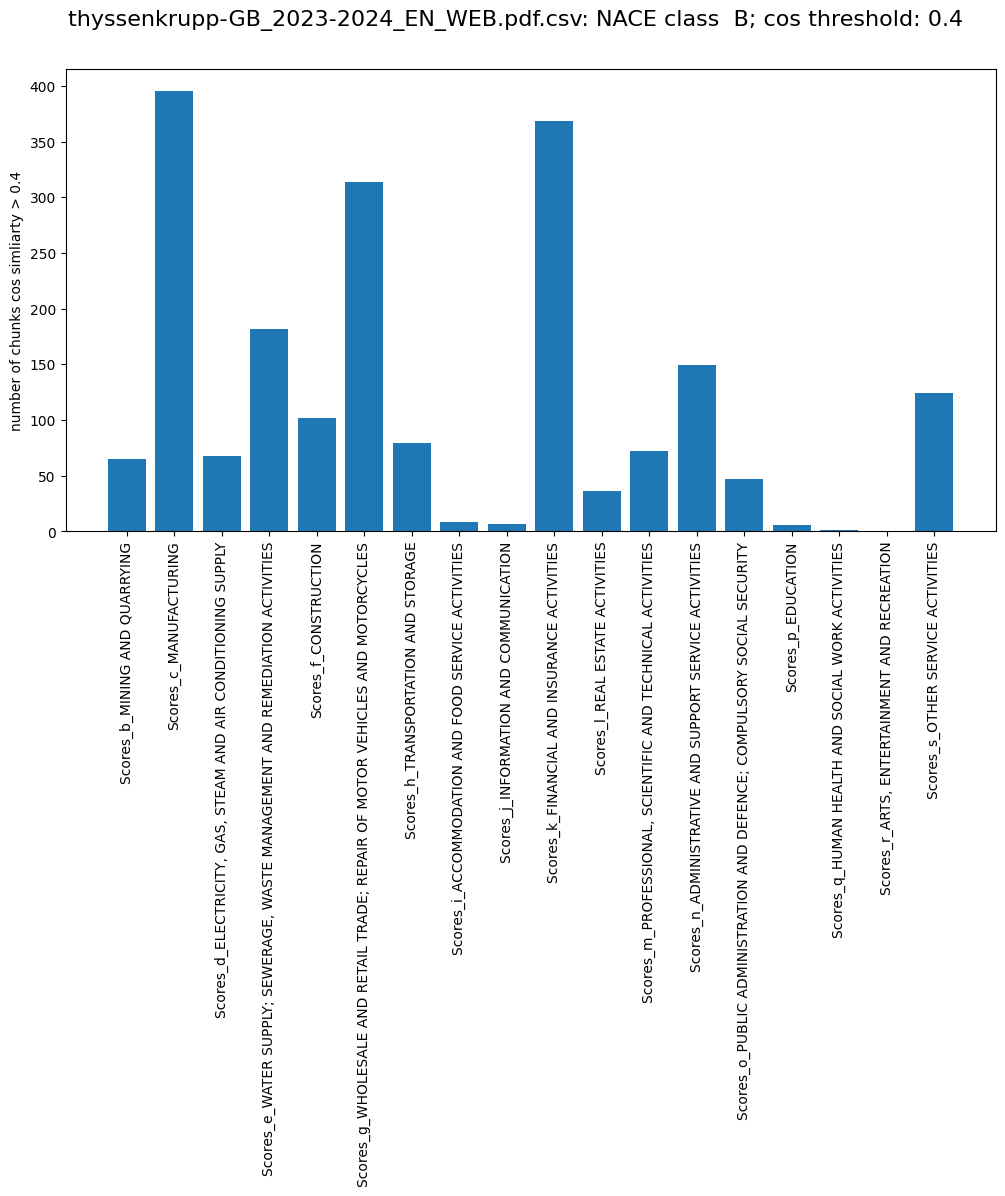 thyssenkrupp-GB_2023-2024_EN_WEB.pdf.csv: NACE class  B; cos threshold: 0.4
number of chunks cos simliarty > 0.4
400
350
300
250
200
150
100
50
0
Scores_b_MINING AND QUARRYING
Scores_c_MANUFACTURING
Scores_d_ELECTRICITY, GAS, STEAM AND AIR CONDITIONING SUPPLY
Scores_e_WATER SUPPLY; SEWERAGE, WASTE MANAGEMENT AND REMEDIATION ACTIVITIES
Scores_f_CONSTRUCTION
Scores_g_WHOLESALE AND RETAIL TRADE; REPAIR OF MOTOR VEHICLES AND MOTORCYCLES
Scores_h_TRANSPORTATION AND STORAGE
Scores_i_ACCOMMODATION AND FOOD SERVICE ACTIVITIES
Scores_j_INFORMATION AND COMMUNICATION
Scores_k_FINANCIAL AND INSURANCE ACTIVITIES
Scores_l_REAL ESTATE ACTIVITIES
Scores_m_PROFESSIONAL, SCIENTIFIC AND TECHNICAL ACTIVITIES
Scores_n_ADMINISTRATIVE AND SUPPORT SERVICE ACTIVITIES
Scores_o_PUBLIC ADMINISTRATION AND DEFENCE; COMPULSORY SOCIAL SECURITY
Scores_p_EDUCATION
Scores_q_HUMAN HEALTH AND SOCIAL WORK ACTIVITIES
Scores_r_ARTS, ENTERTAINMENT AND RECREATION
Scores_s_OTHER SERVICE ACTIVITIES